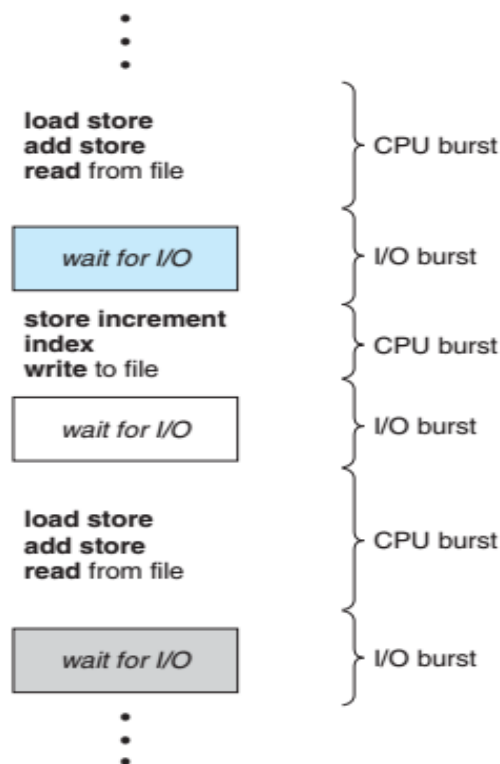 load store
add store
read from file
CPU burst
wait for I/O
I/O burst
store increment
index
write to file
CPU burst
wait for I/O
I/O burst
load store
add store
read from file
CPU burst
wait for I/O
I/O burst